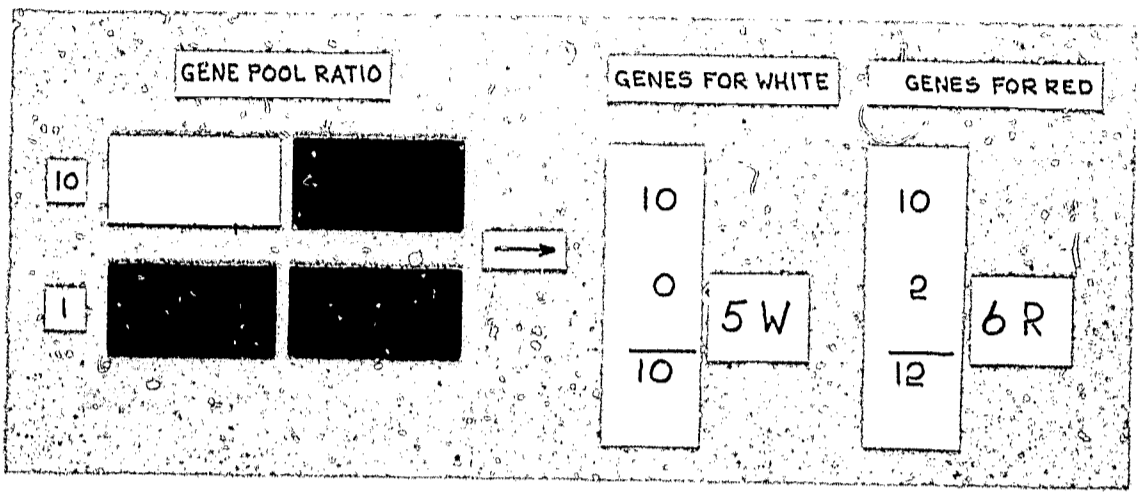 GENE POOL RATIO
GENES FOR WHITE
GENES FOR RED
10
10
10
1
0
2
5 W
6 R
10
12